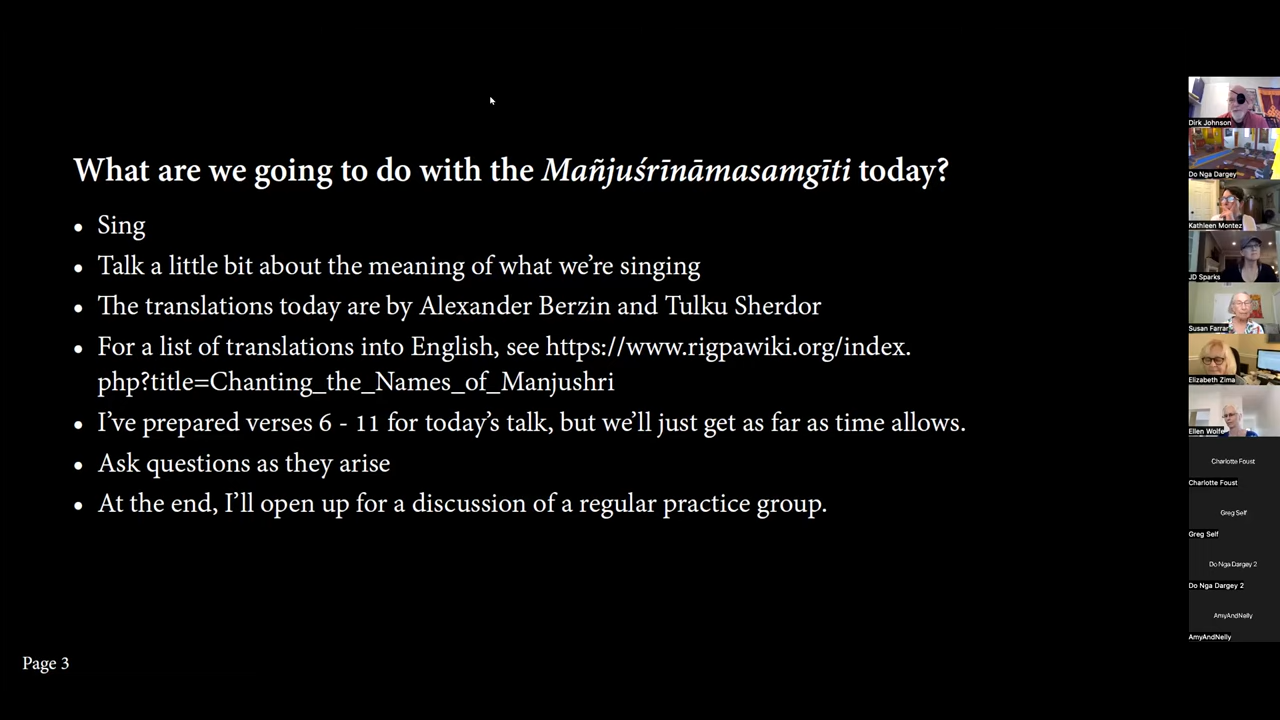 What are we going to do with the Mañjuśrīnāmasamgīti today?
• Sing
• Talk a little bit about the meaning of what we’re singing
• The translations today are by Alexander Berzin and Tulku Sherdor
• For a list of translations into English, see https://www.rigpawiki.org/index.
php?title=Chanting_the_Names_of_Manjushri
• I’ve prepared verses 6 - 11 for today’s talk, but we’ll just get as far as time allows.
• Ask questions as they arise
• At the end, I’ll open up for a discussion of a regular practice group.
Page 3
Dirk Johnson
Do Nga Dargey
Kathleen Montez
JD Sparks
Susan Farrar
Elizabeth Zima
Ellen Wolfe
Charlotte Foust
Charlotte Foust
Greg Self
Greg Self
Do Nga Dargey 2
Do Nga Dargey 2
AmyAndNelly
AmyAndNelly